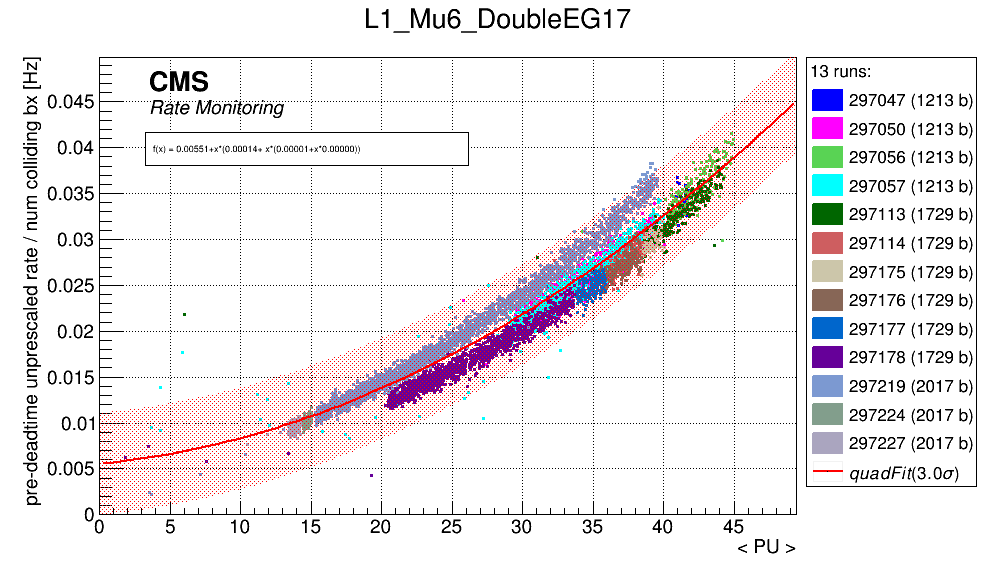 L1_Mu6_DoubleEG17
pre-deadtime unprescaled rate / num colliding bx [Hz]
CMS
Rate Monitoring
f(x) = 0.00551+x*(0.00014+ x*(0.00001+x*0.00000))
0.045
0.04
0.035
0.03
0.025
0.02
0.015
0.01
0.005
0
0 5 10 15 20 25 30 35 40 45
< PU >
13 runs:
297047 (1213 b)
297050 (1213 b)
297056 (1213 b)
297057 (1213 b)
297113 (1729 b)
297114 (1729 b)
297175 (1729 b)
297176 (1729 b)
297177 (1729 b)
297178 (1729 b)
297219 (2017 b)
297224 (2017 b)
297227 (2017 b)
quadFit(3.0σ)